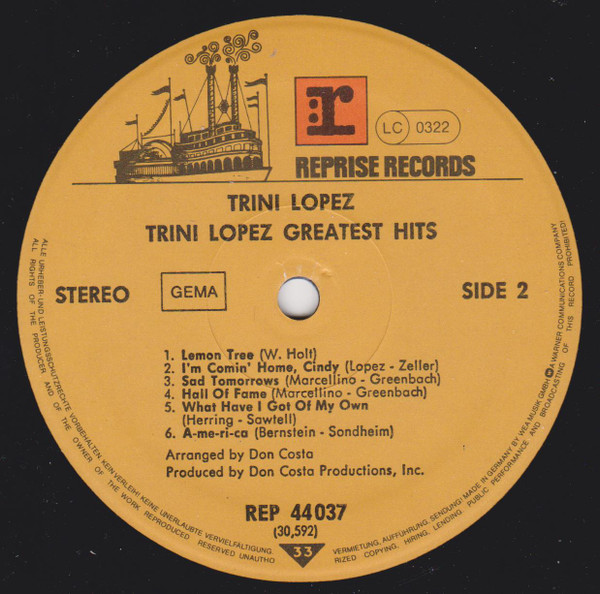 r:
LC 0322
REPRISE RECORDS
TRINI LOPEZ
TRINI LOPEZ GREATEST HITS
STEREO
GEMA
SIDE 2
1. Lemon Tree (W. Holt)
2. I'm Comin' Home, Cindy (Lopez - Zeller)
3. Sad Tomorrows (Marcellino - Greenbach)
4. Hall Of Fame (Marcellino - Greenbach)
5. What Have I Got Of My Own
(Herring - Sawtell)
6. A-me-ri-ca (Bernstein - Sondheim)
Arranged by Don Costa
Produced by Don Costa Productions, Inc.
REP 44 037
(30,592)
33
ALLE URHEBER- UND LEISTUNGSSCHUTZRECHTE VORBEHALTEN. KEIN VERLEIH! KEINE UNERLAUBTE VERVIELFÄLTIGUNG,
VERMIETUNG, AUFFÜHRUNG, SENDUNG! MADE IN GERMANY BY WEA MUSIK GMBH A WARNER COMMUNICATIONS COMPANY
ALL RIGHTS OF THE PRODUCER AND OF THE OWNER OF THE WORK REPRODUCED RESERVED UNAUTHO
RIZED COPYING, HIRING, LENDING, PUBLIC PERFORMANCE AND BROADCASTING OF THIS RECORD PROHIBITED!